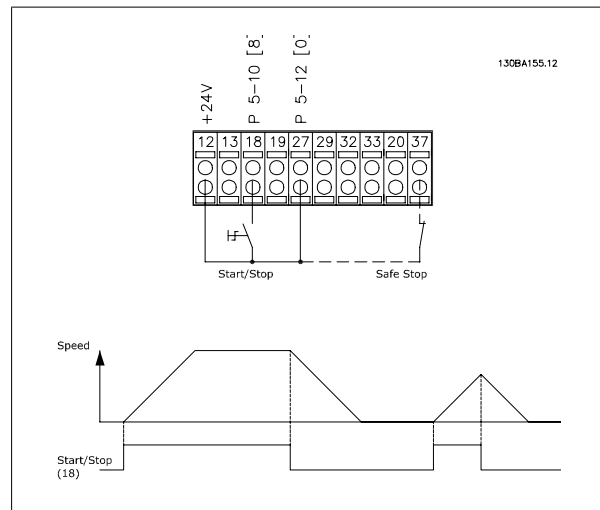 130BA155.12
+24V
P 5-10 [8]
P 5-12 [0]
12 13 18 19 27 29 32 33 20 37
Start/Stop
Safe Stop
Speed
Start/Stop
(18)